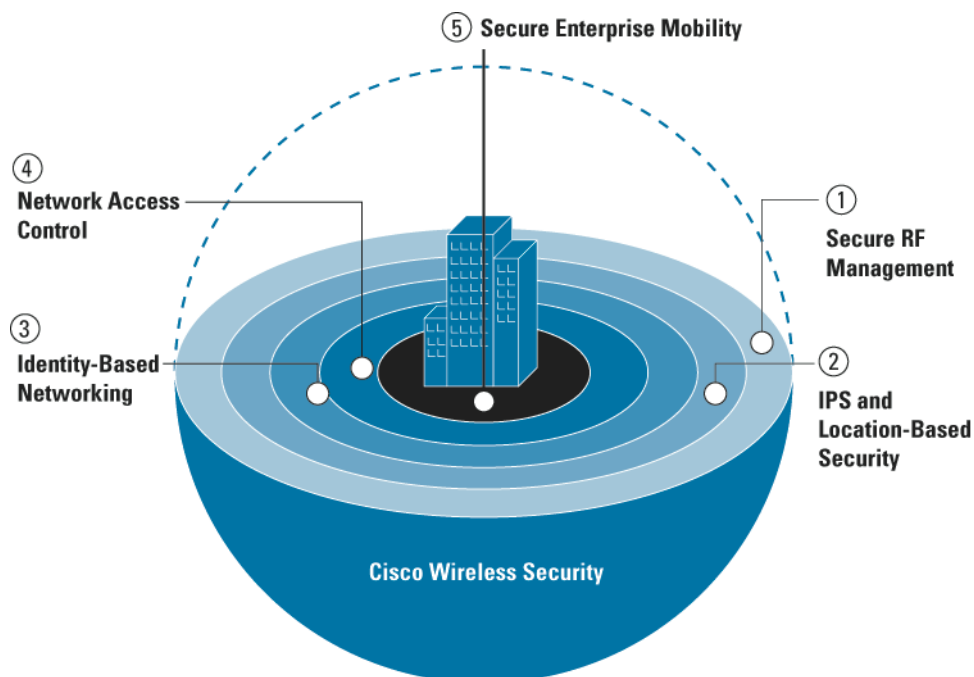 ⑤ Secure Enterprise Mobility
④
Network Access
Control
①
Secure RF
Management
③
Identity-Based
Networking
②
IPS and
Location-Based
Security
Cisco Wireless Security